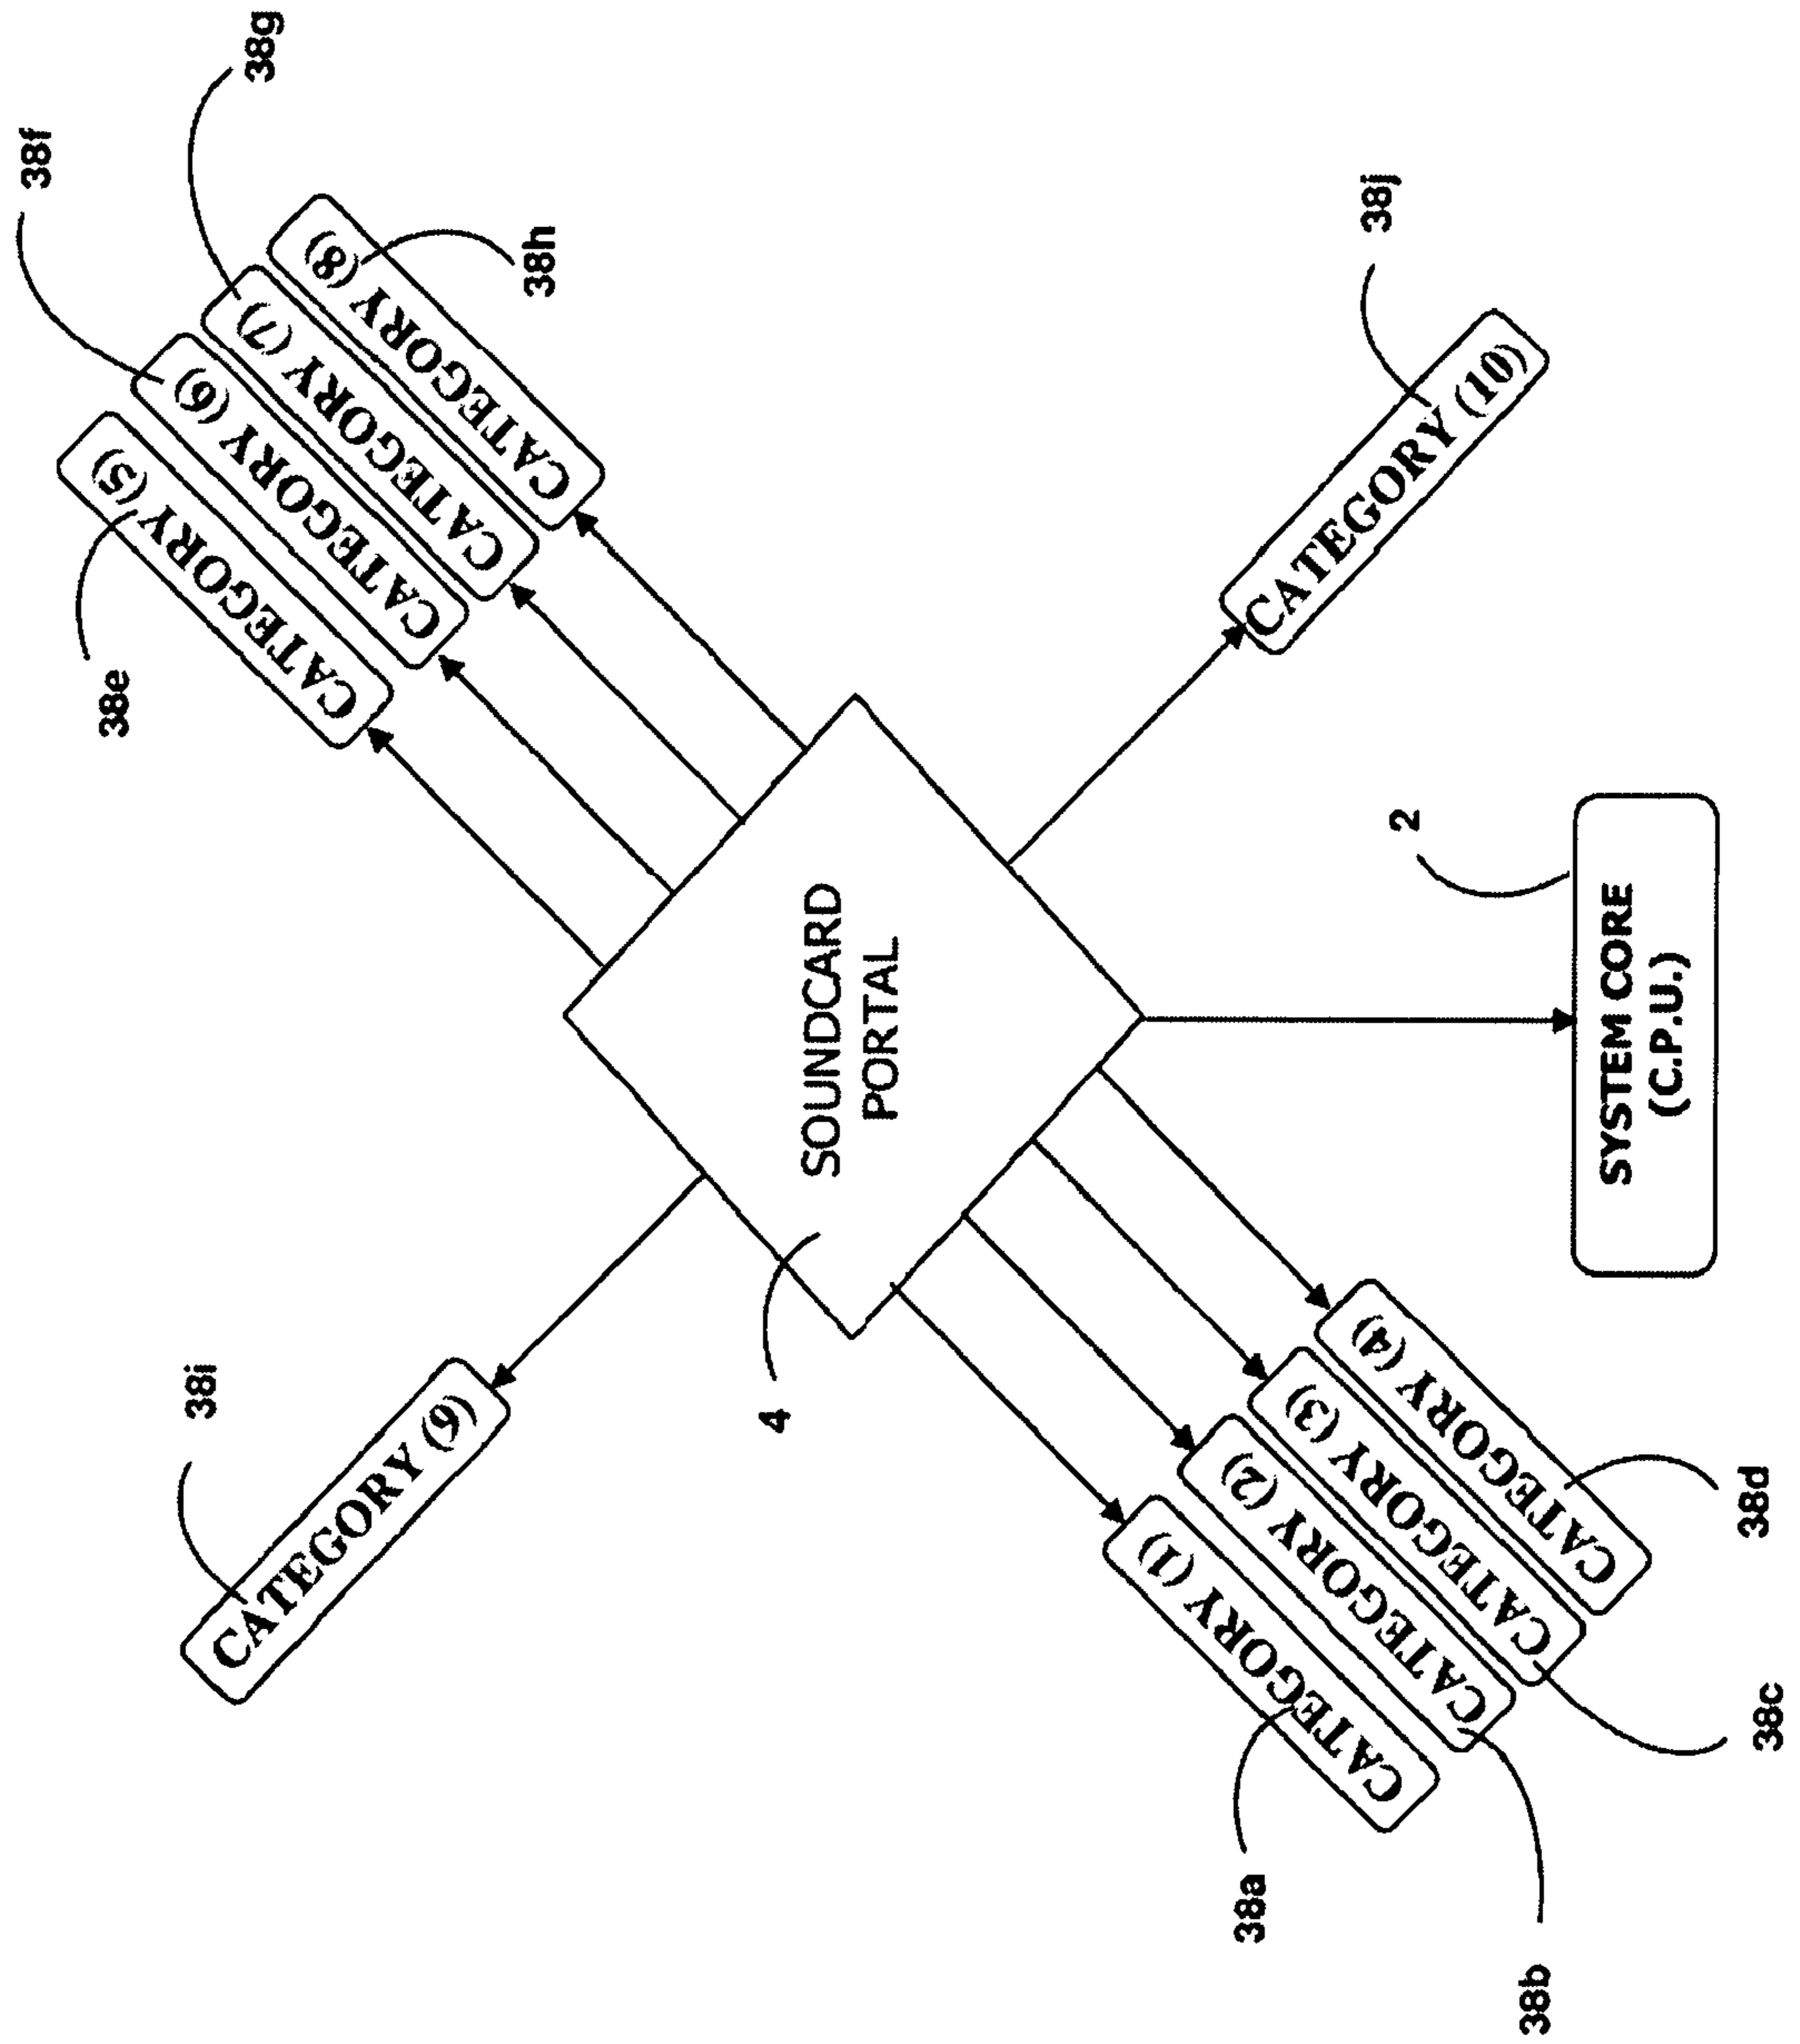 38f
38e
38i
38g
CATEGORY (9)
CATEGORY (5)
CATEGORY (6)
CATEGORY (7)
CATEGORY (8)
38h
4
SOUNDCARD
PORTAL
38a
CATEGORY (1)
CATEGORY (2)
CATEGORY (3)
CATEGORY (4)
38j
CATEGORY (10)
2
38b
SYSTEM CORE
(C.P.U.)
38c
38d